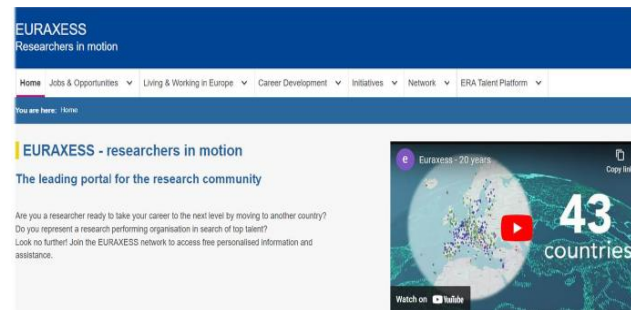 EURAXESS
Researchers in motion
Home Jobs & Opportunities Living & Working in Europe Career Development Initiatives Network ERA Talent Platform
You are here: Home
EURAXESS - researchers in motion
The leading portal for the research community
Are you a researcher ready to take your career to the next level by moving to another country?
Do you represent a research performing organisation in search of top talent?
Look no further! Join the EURAXESS network to access free personalised information and
assistance.
e Euraxess - 20 years
Copy link
43
countries
Watch on YouTube